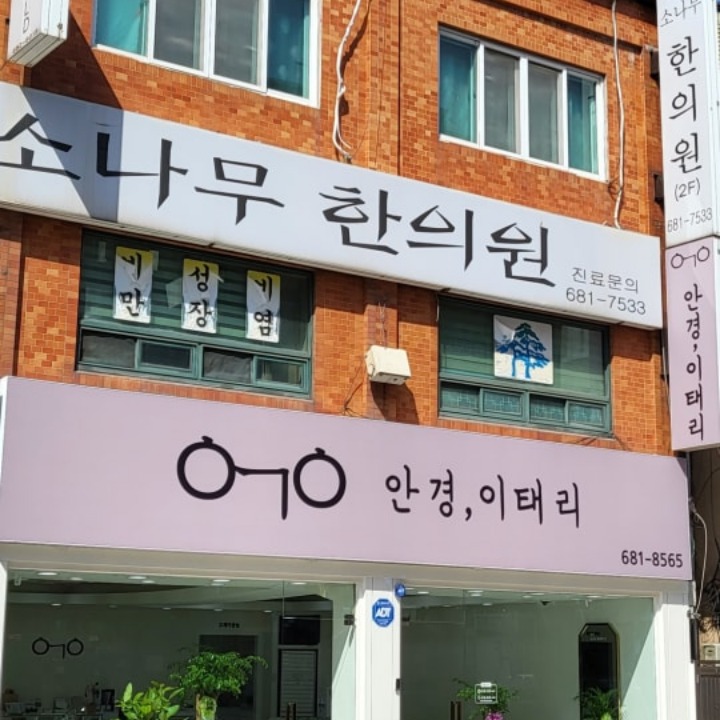 소나무 한의원
진료문의
681-7533
비만
성장
비염
안경,이태리
681-8565
ADT
소나무
한의원
(2F)
681-7533
안경,이태리